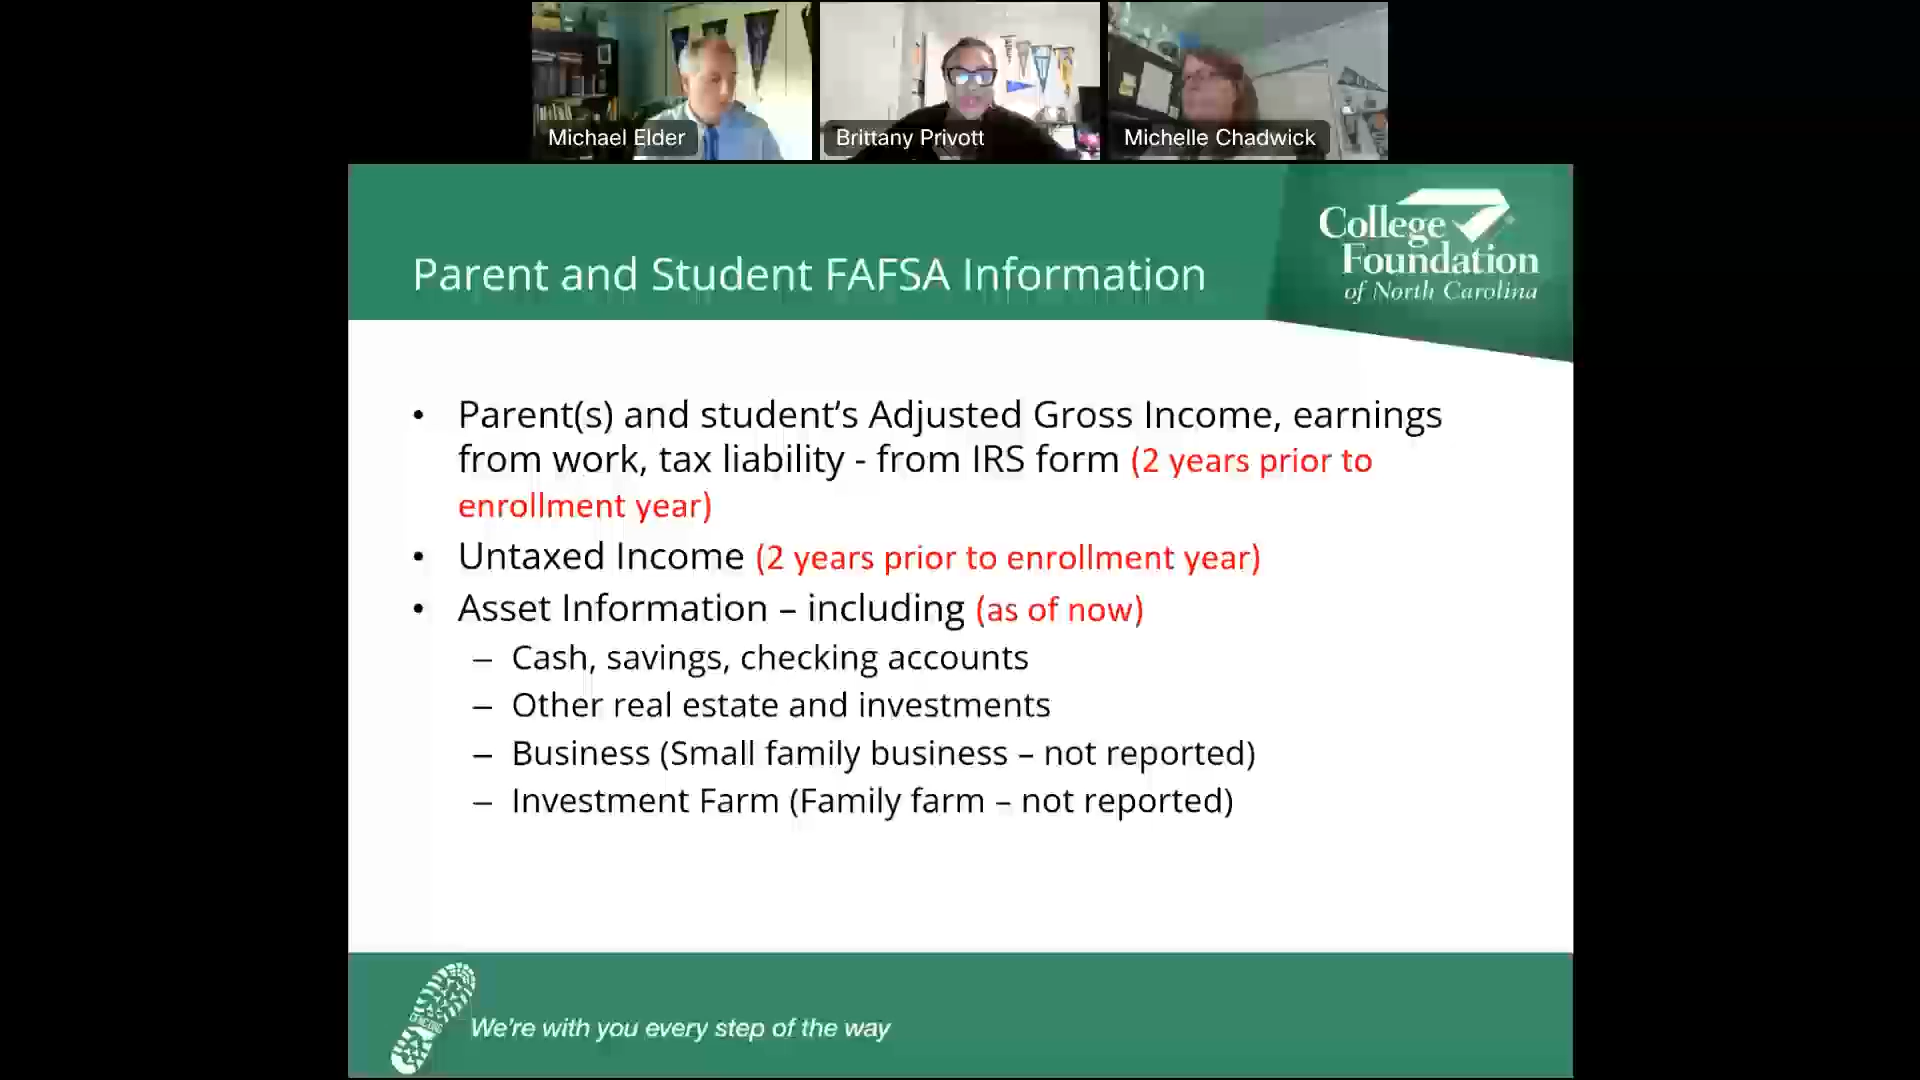 Michael Elder
Brittany Privott
Michelle Chadwick
College
Foundation
of North Carolina
Parent and Student FAFSA Information
• Parent(s) and student‘s Adjusted Gross Income, earnings
from work, tax liability - from IRS form (2 years prior to
enrollment year)
• Untaxed Income (2 years prior to enrollment year)
• Asset Information – including (as of now)
– Cash, savings, checking accounts
– Other real estate and investments
– Business (Small family business – not reported)
– Investment Farm (Family farm – not reported)
We're with you every step of the way